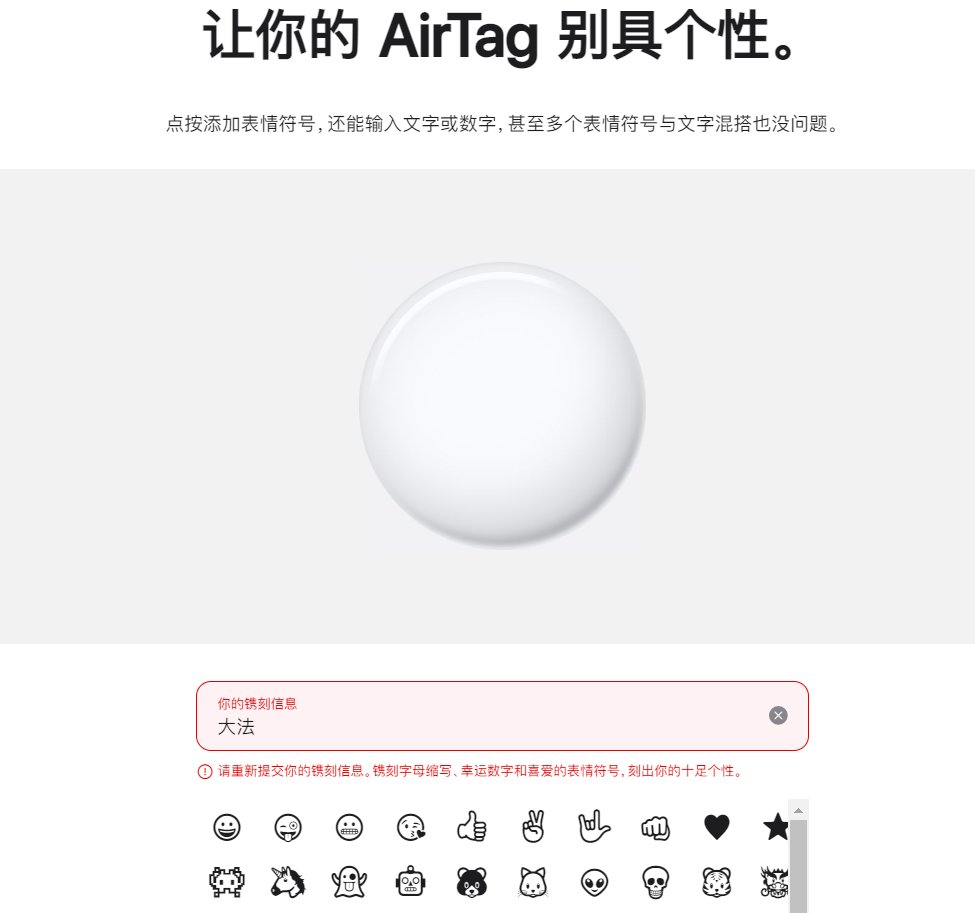 让你的 AirTag 别具个性。
点按添加表情符号，还能输入文字或数字，甚至多个表情符号与文字混搭也没问题。
你的镌刻信息
大法
请重新提交你的镌刻信息。镌刻字母缩写、幸运数字和喜爱的表情符号，刻出你的十足个性。